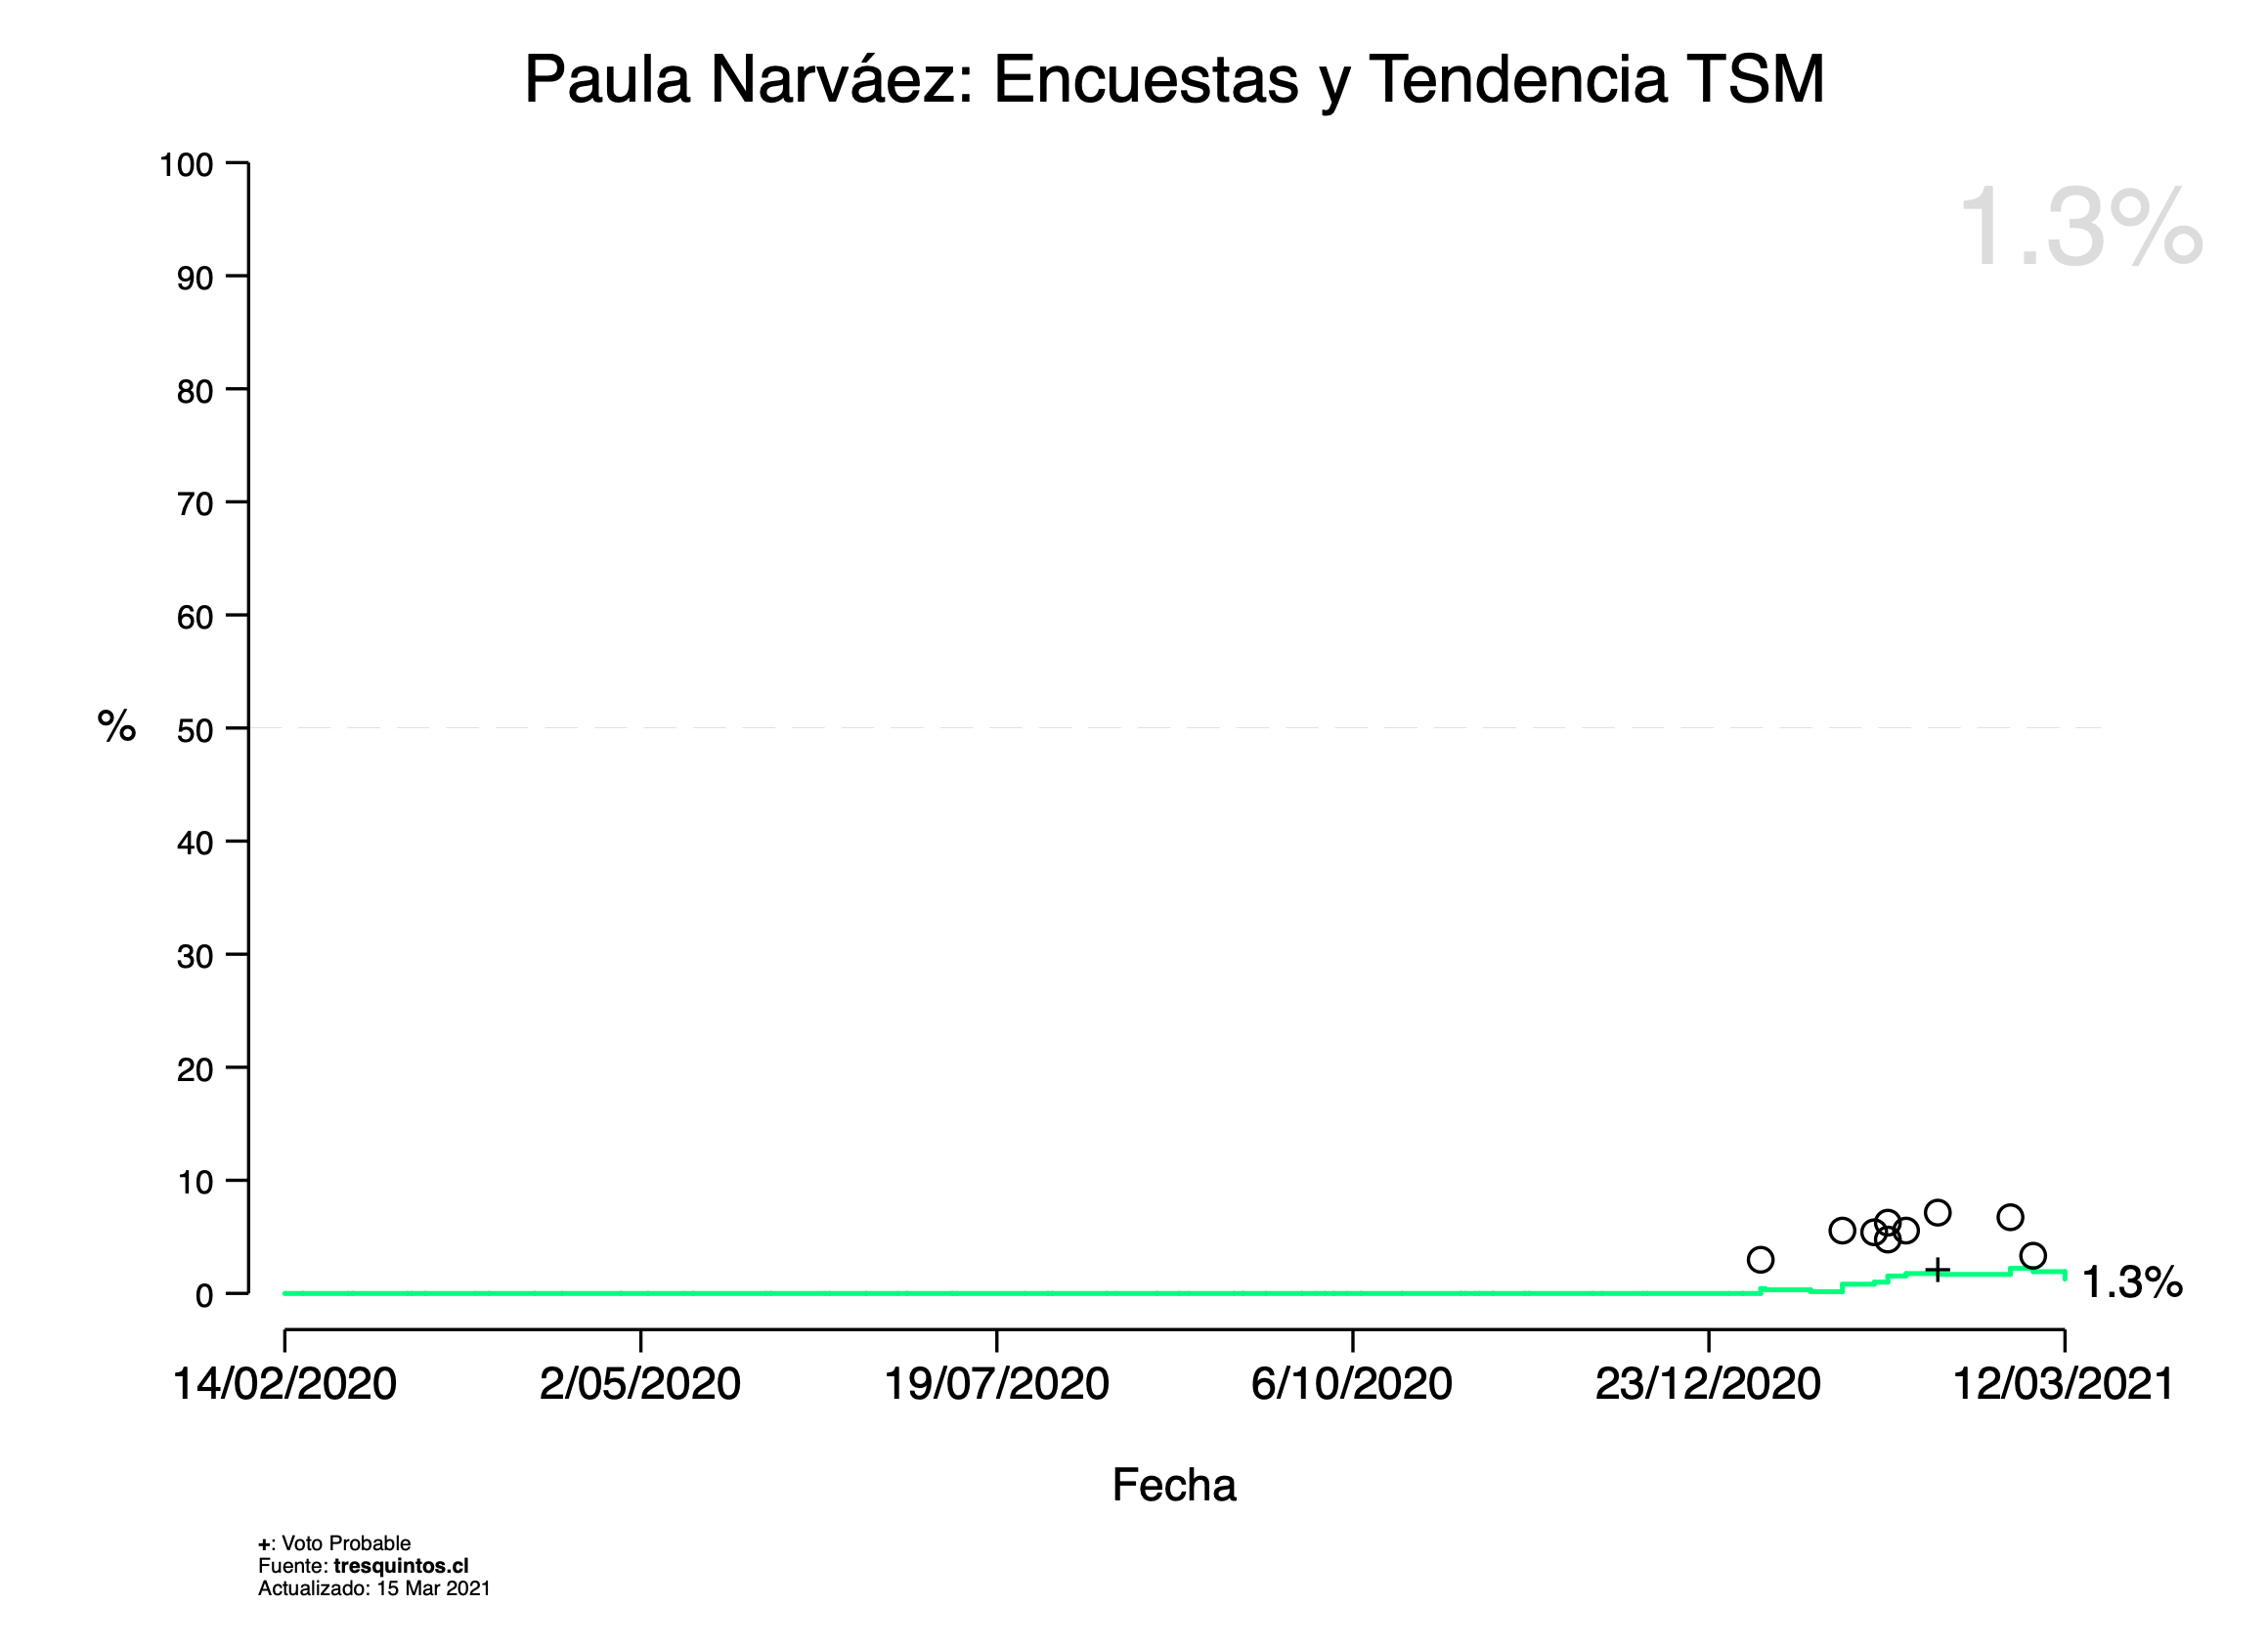 Paula Narváez: Encuestas y Tendencia TSM
1.3%
100
90
80
70
60
% 50
40
30
20
10
0
1.3%
14/02/2020 2/05/2020 19/07/2020 6/10/2020 23/12/2020 12/03/2021
Fecha
+: Voto Probable
Fuente: tresquintos.cl
Actualizado: 15 Mar 2021